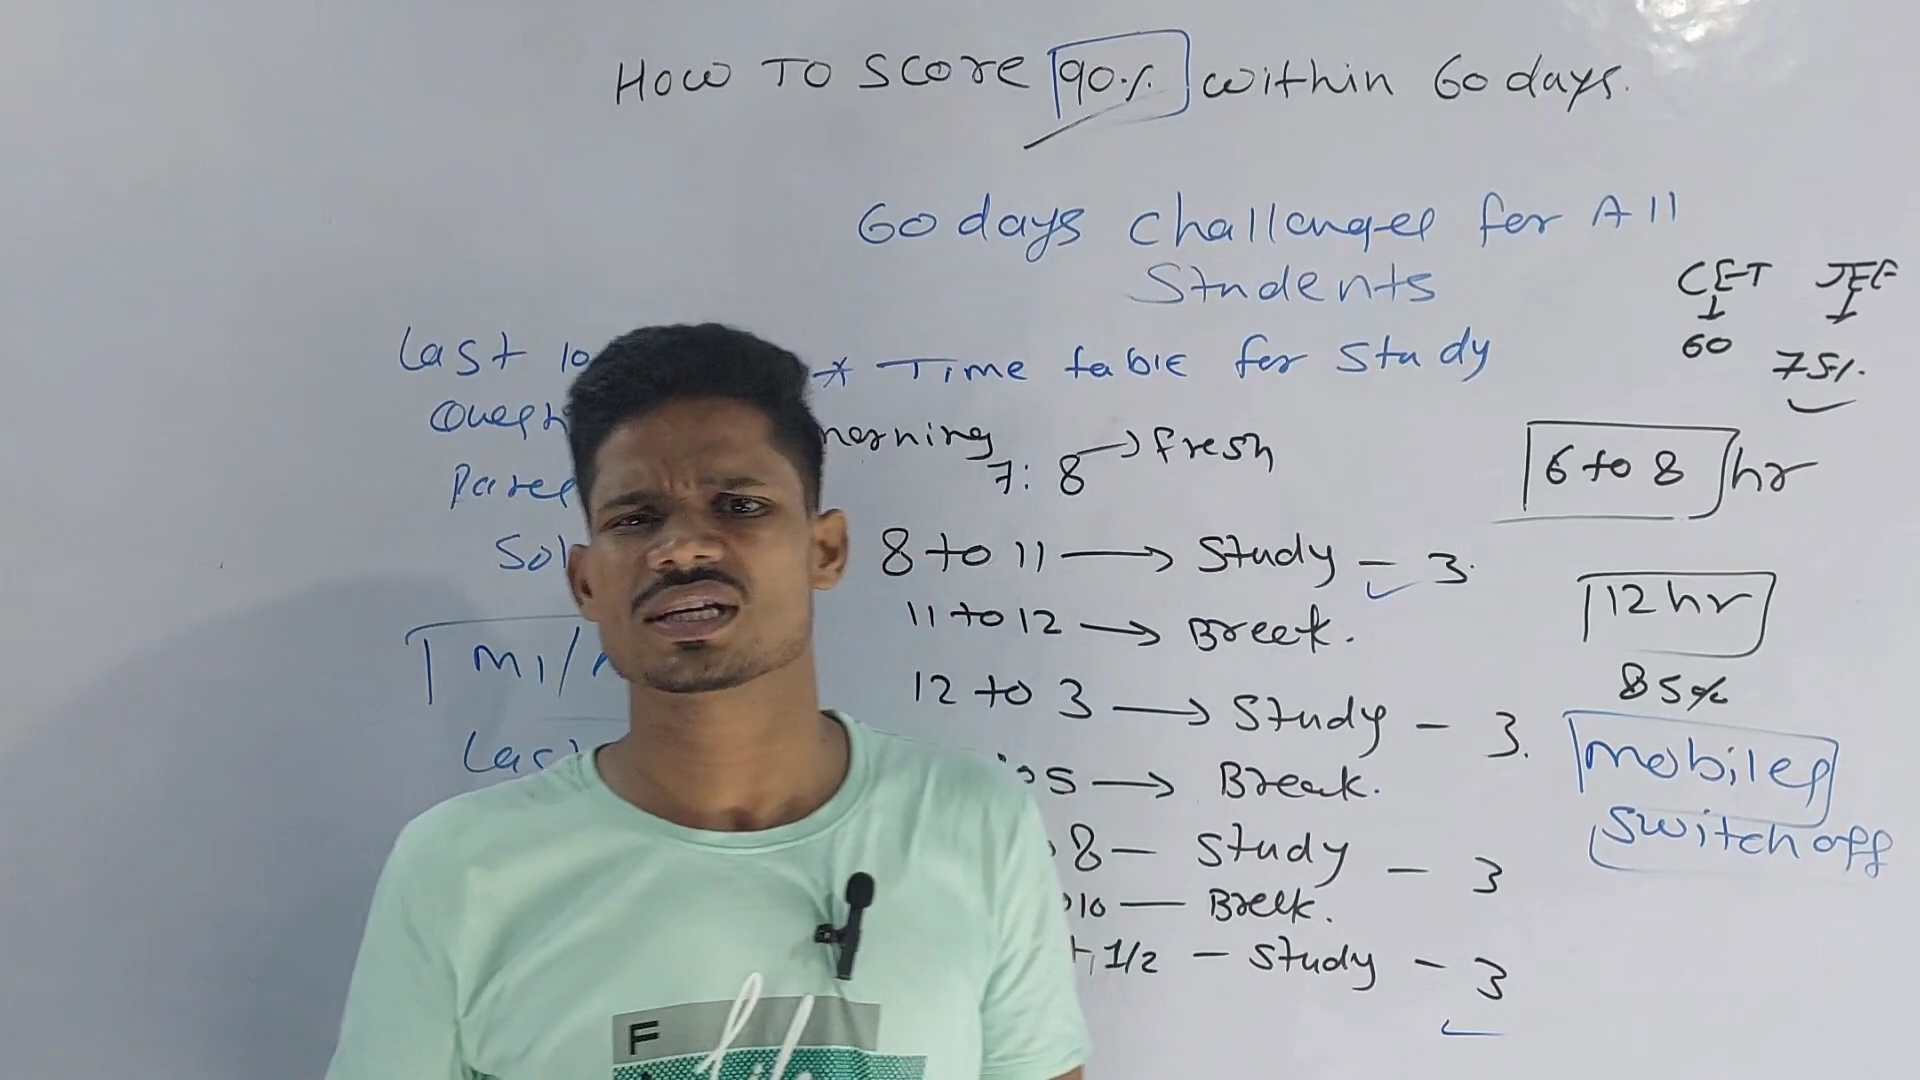 How TO Score 90% within 60 days.
60 days challenges for All
Students
CET JEE
60 75%.
Last 10
* Time table for study
morning
7: 8 → fresh
6 to 8 hr
8 to 11 → Study - 3.
11 to 12 → Break.
12 hr
85%
12 to 3 → Study - 3.
5 → Break.
mobiles
switch off
8 - Study - 3
10 - Break.
1/2 - Study - 3
F